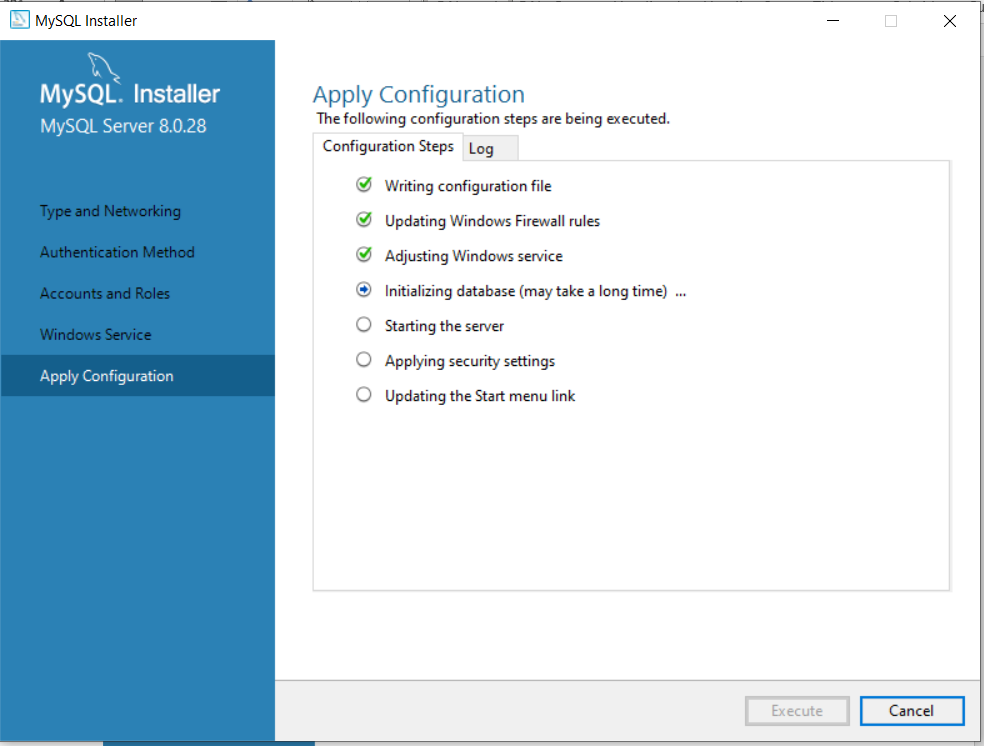 MySQL Installer
MySQL. Installer
MySQL Server 8.0.28
Type and Networking
Authentication Method
Accounts and Roles
Windows Service
Apply Configuration
Apply Configuration
The following configuration steps are being executed.
Configuration Steps
Log
Writing configuration file
Updating Windows Firewall rules
Adjusting Windows service
Initializing database (may take a long time) ...
Starting the server
Applying security settings
Updating the Start menu link
Execute
Cancel